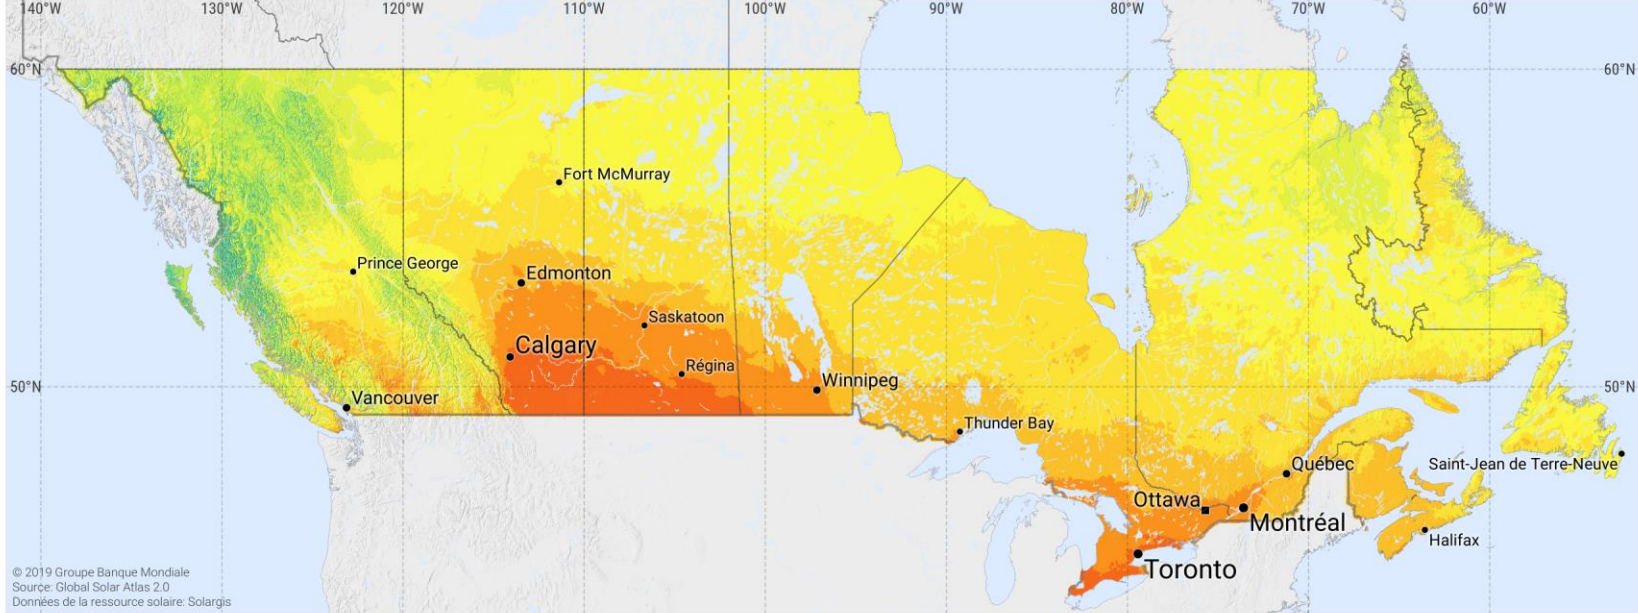 140°W 130°W 120°W 110°W 100°W 90°W 80°W 70°W 60°W
60°N 60°N
Fort McMurray
Prince George
Edmonton
Saskatoon
Calgary
Régina
Winnipeg
50°N 50°N
Vancouver
Thunder Bay
Québec
Saint-Jean de Terre-Neuve
Ottawa
Montréal
Halifax
Toronto
© 2019 Groupe Banque Mondiale
Source: Global Solar Atlas 2.0
Données de la ressource solaire: Solargis